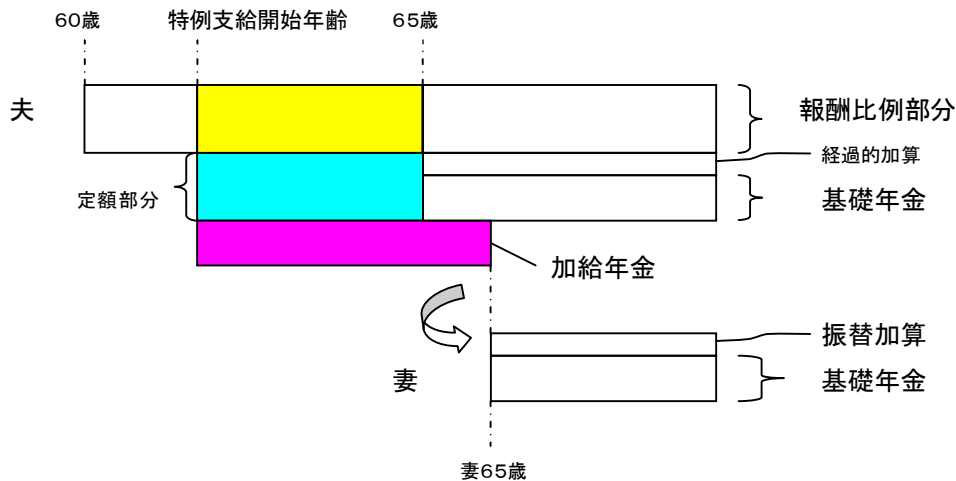 60歳
特例支給開始年齢
65歳
夫
報酬比例部分
経過的加算
定額部分
基礎年金
加給年金
振替加算
妻
基礎年金
妻65歳